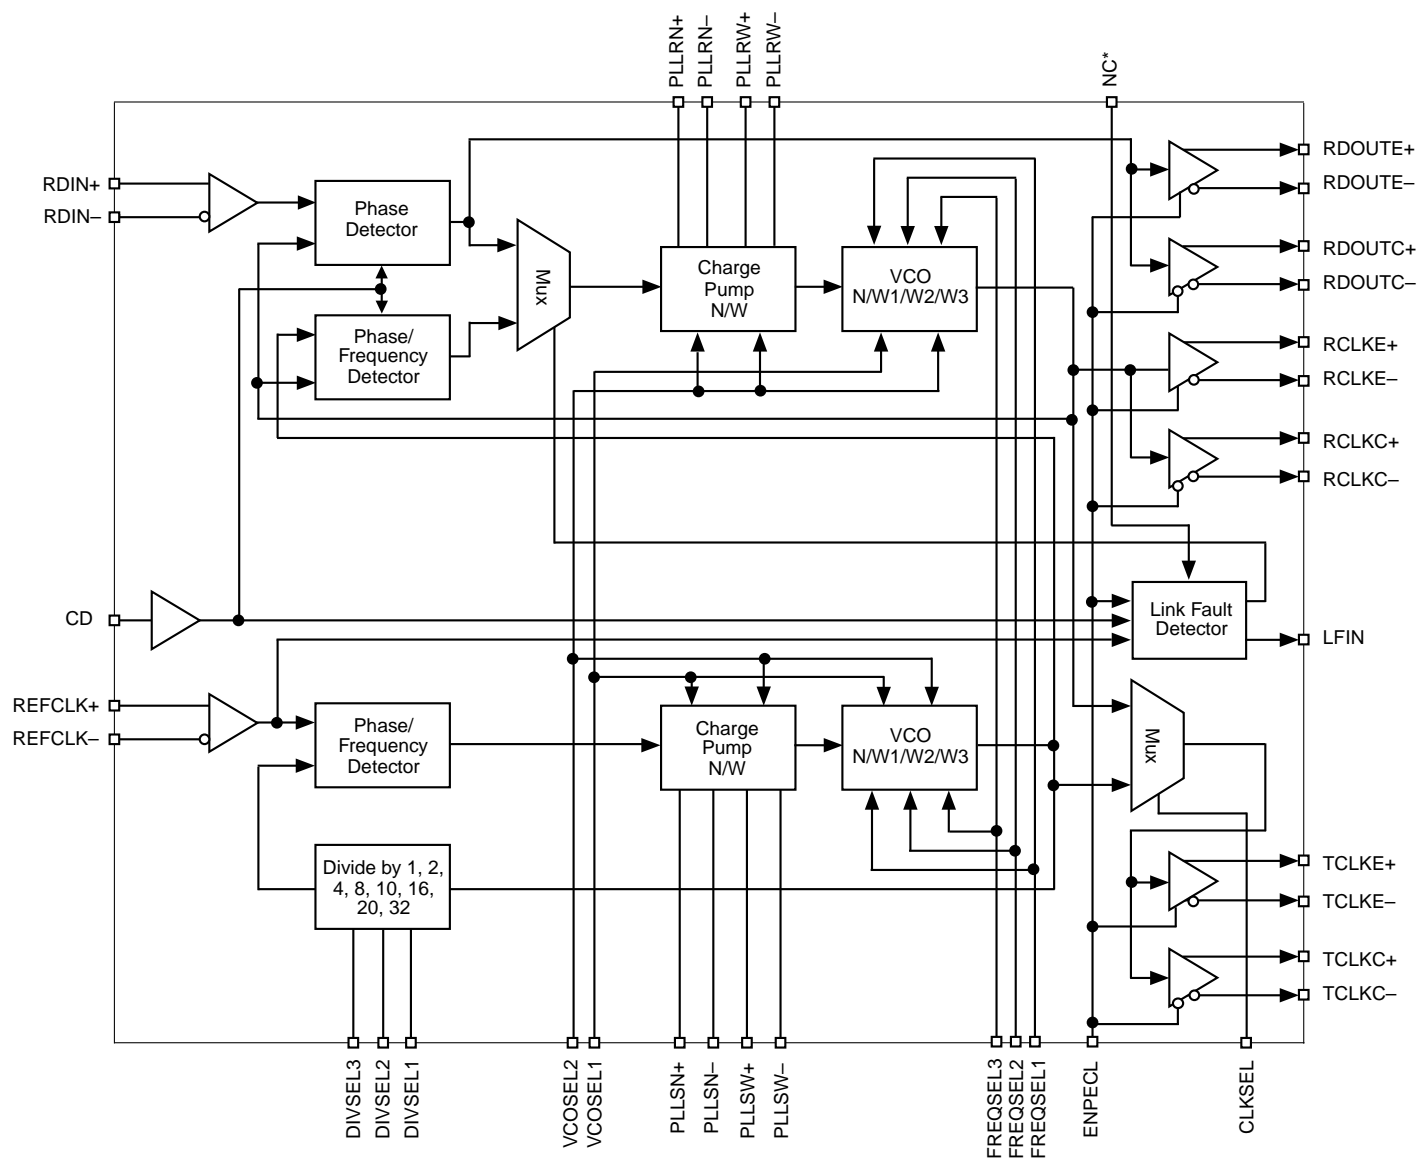 PLLRN+
PLLRN–
PLLRW+
PLLRW–
NC*
RDIN+
RDIN–
Phase
Detector
Phase/
Frequency
Detector
Mux
Charge
Pump
N/W
VCO
N/W1/W2/W3
RDOUTE+
RDOUTE–
RDOUTC+
RDOUTC–
RCLKE+
RCLKE–
RCLKC+
RCLKC–
CD
Link Fault
Detector
LFIN
REFCLK+
REFCLK–
Phase/
Frequency
Detector
Charge
Pump
N/W
VCO
N/W1/W2/W3
Mux
Divide by 1, 2,
4, 8, 10, 16,
20, 32
TCLKE+
TCLKE–
TCLKC+
TCLKC–
DIVSEL3
DIVSEL2
DIVSEL1
VCOSEL2
VCOSEL1
PLLSN+
PLLSN–
PLLSW+
PLLSW–
FREQSEL3
FREQSEL2
FREQSEL1
ENPECL
CLKSEL